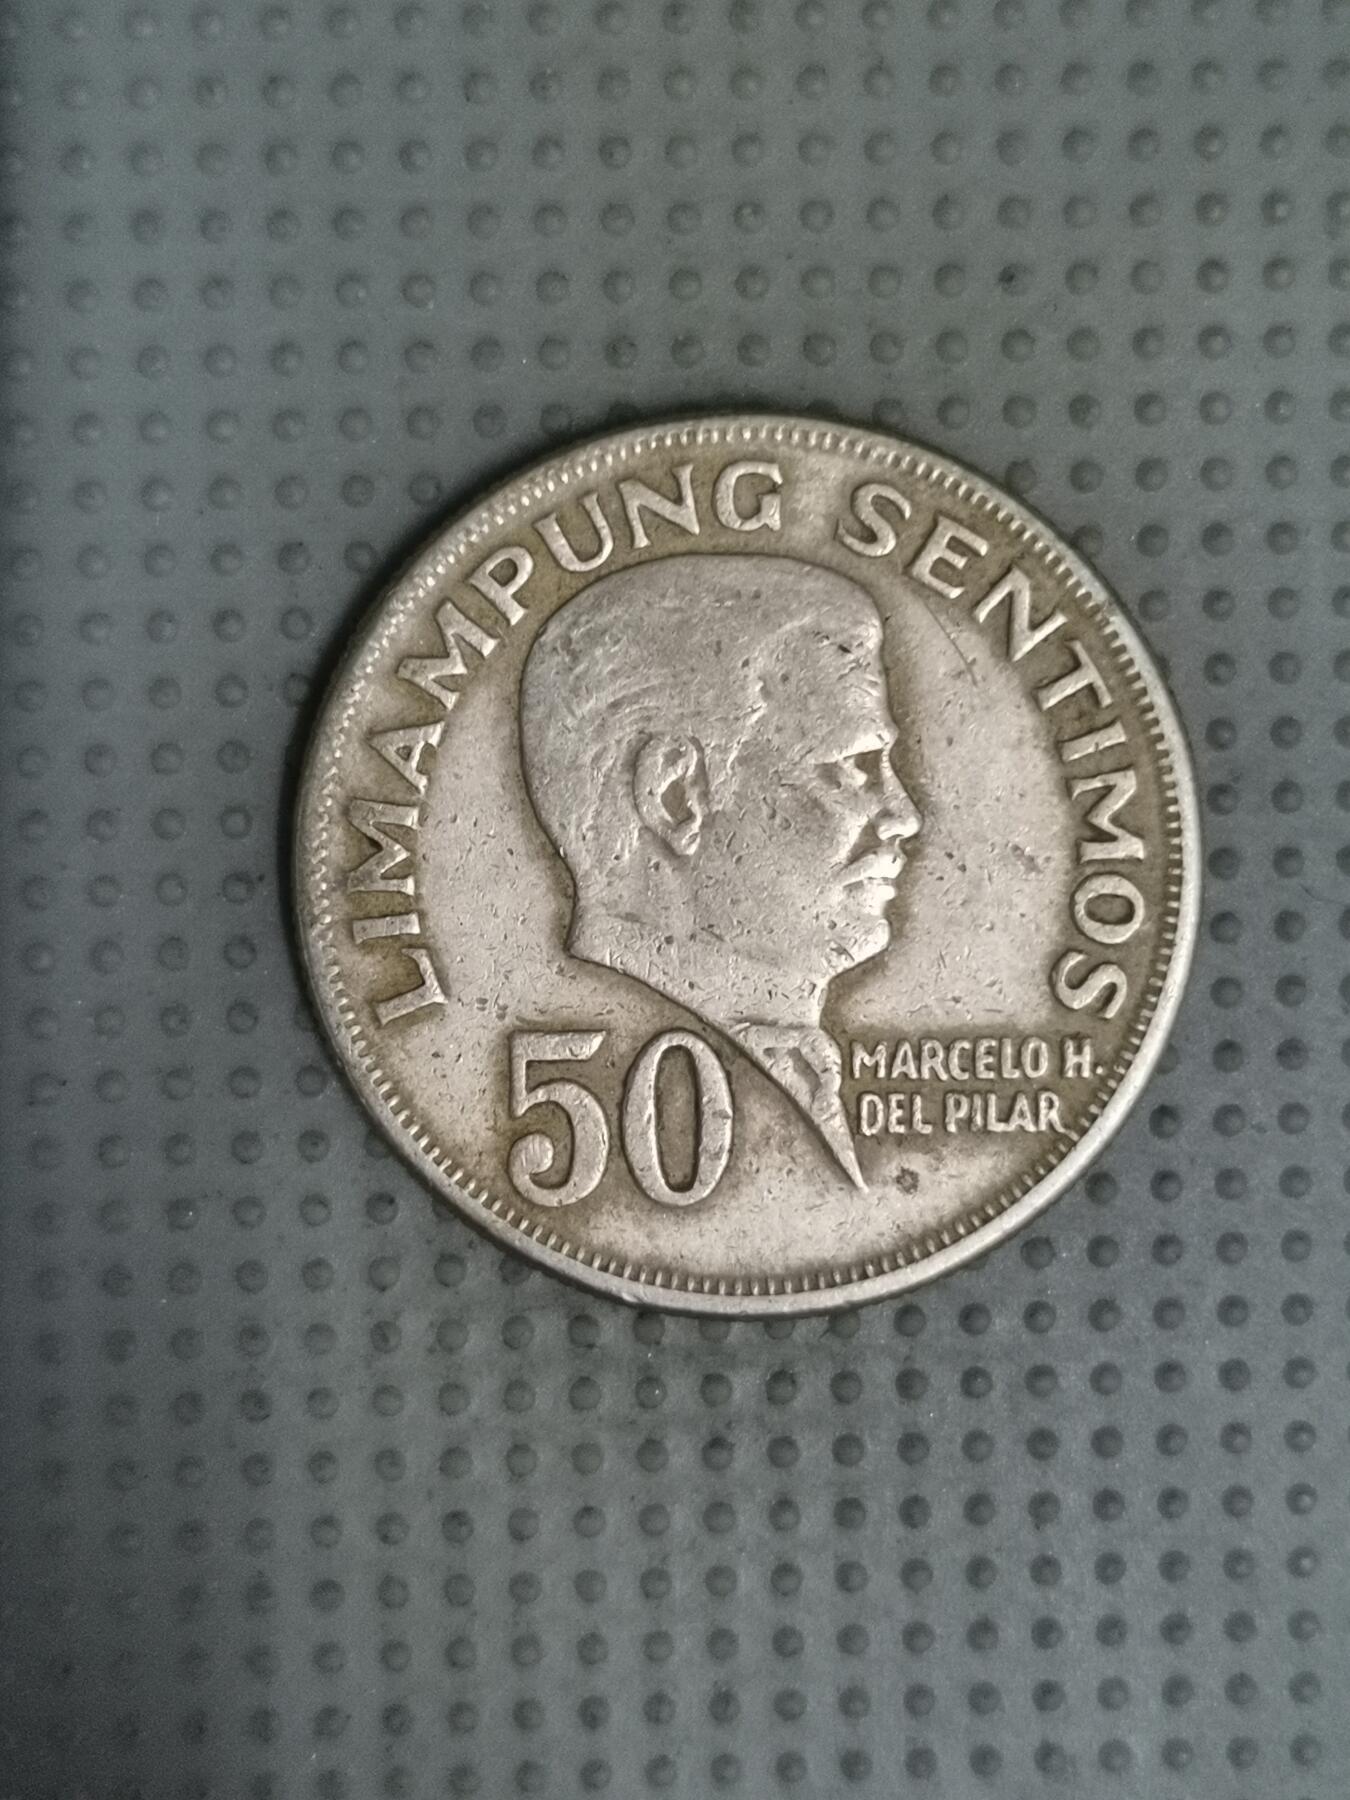 LIMAMPUNG SENTIMOS
50
MARCELO H.
DEL PILAR